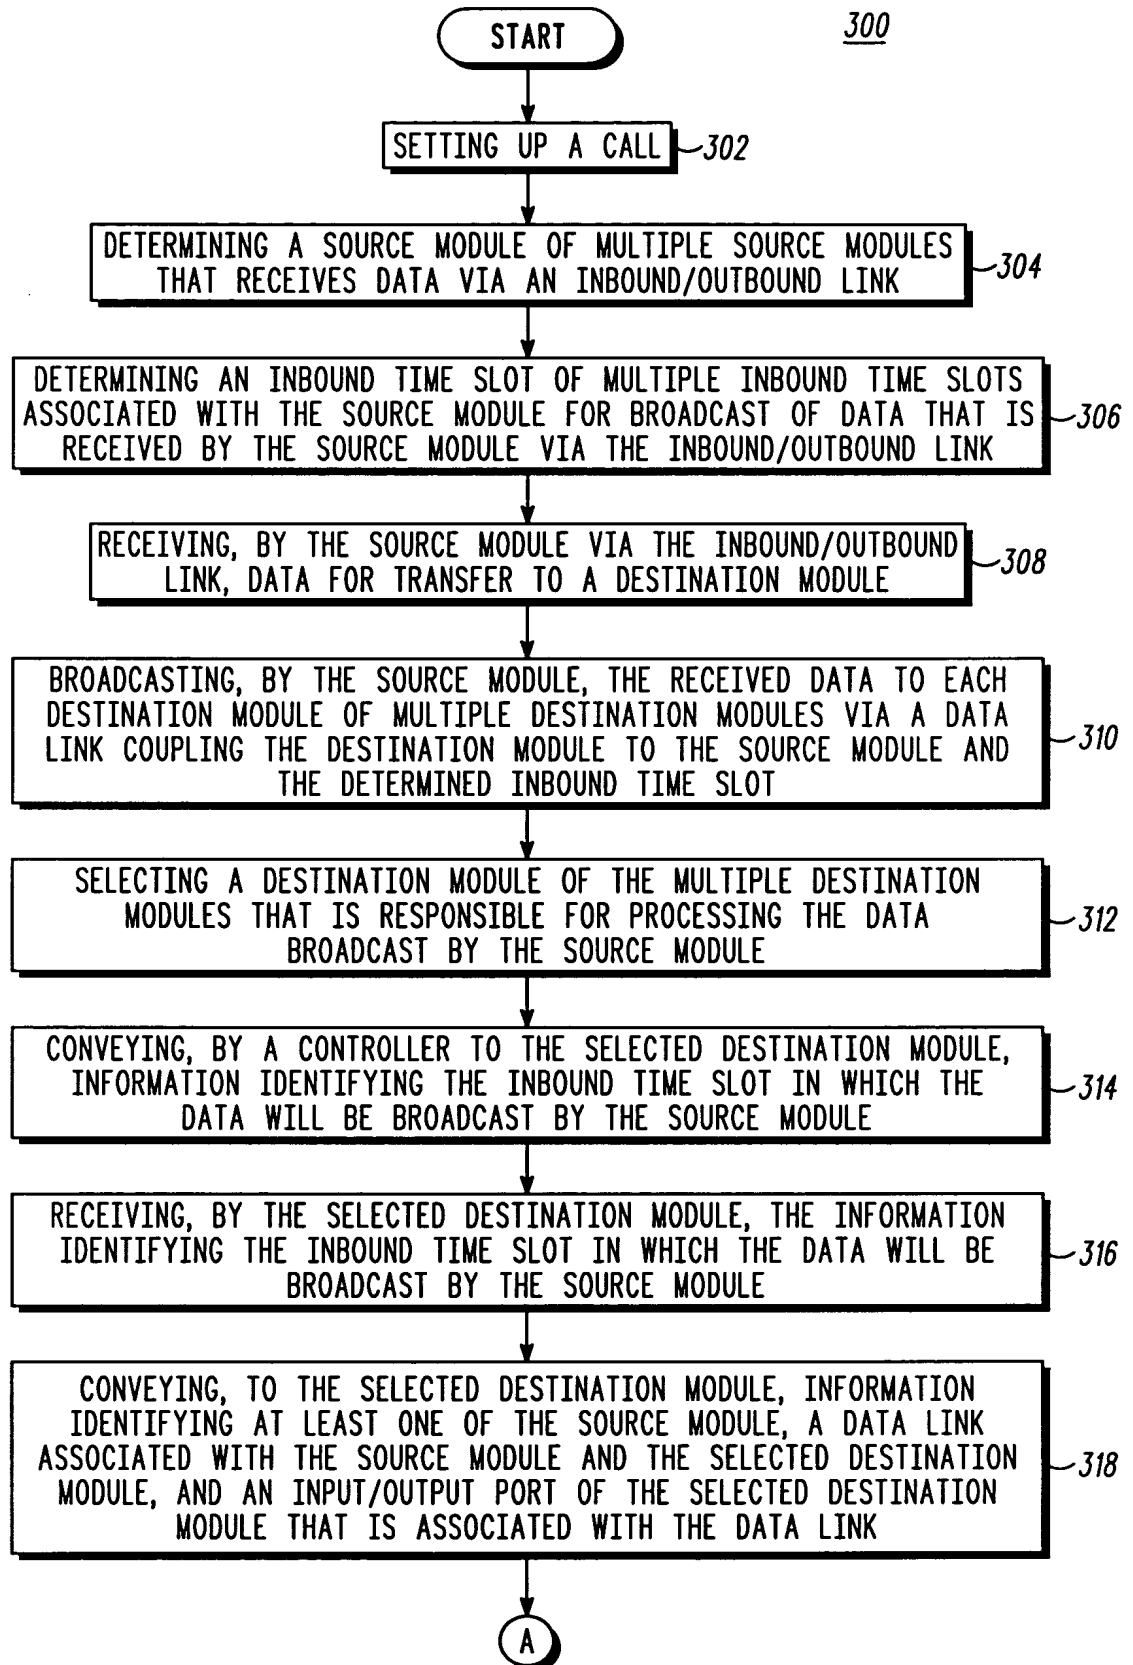 300
START
SETTING UP A CALL
302
DETERMINING A SOURCE MODULE OF MULTIPLE SOURCE MODULES
THAT RECEIVES DATA VIA AN INBOUND/OUTBOUND LINK
304
DETERMINING AN INBOUND TIME SLOT OF MULTIPLE INBOUND TIME SLOTS
ASSOCIATED WITH THE SOURCE MODULE FOR BROADCAST OF DATA THAT IS
RECEIVED BY THE SOURCE MODULE VIA THE INBOUND/OUTBOUND LINK
306
RECEIVING, BY THE SOURCE MODULE VIA THE INBOUND/OUTBOUND
LINK, DATA FOR TRANSFER TO A DESTINATION MODULE
308
BROADCASTING, BY THE SOURCE MODULE, THE RECEIVED DATA TO EACH
DESTINATION MODULE OF MULTIPLE DESTINATION MODULES VIA A DATA
LINK COUPLING THE DESTINATION MODULE TO THE SOURCE MODULE AND
THE DETERMINED INBOUND TIME SLOT
310
SELECTING A DESTINATION MODULE OF THE MULTIPLE DESTINATION
MODULES THAT IS RESPONSIBLE FOR PROCESSING THE DATA
BROADCAST BY THE SOURCE MODULE
312
CONVEYING, BY A CONTROLLER TO THE SELECTED DESTINATION MODULE,
INFORMATION IDENTIFYING THE INBOUND TIME SLOT IN WHICH THE
DATA WILL BE BROADCAST BY THE SOURCE MODULE
314
RECEIVING, BY THE SELECTED DESTINATION MODULE, THE INFORMATION
IDENTIFYING THE INBOUND TIME SLOT IN WHICH THE DATA WILL BE
BROADCAST BY THE SOURCE MODULE
316
CONVEYING, TO THE SELECTED DESTINATION MODULE, INFORMATION
IDENTIFYING AT LEAST ONE OF THE SOURCE MODULE, A DATA LINK
ASSOCIATED WITH THE SOURCE MODULE AND THE SELECTED DESTINATION
MODULE, AND AN INPUT/OUTPUT PORT OF THE SELECTED DESTINATION
MODULE THAT IS ASSOCIATED WITH THE DATA LINK
318
A